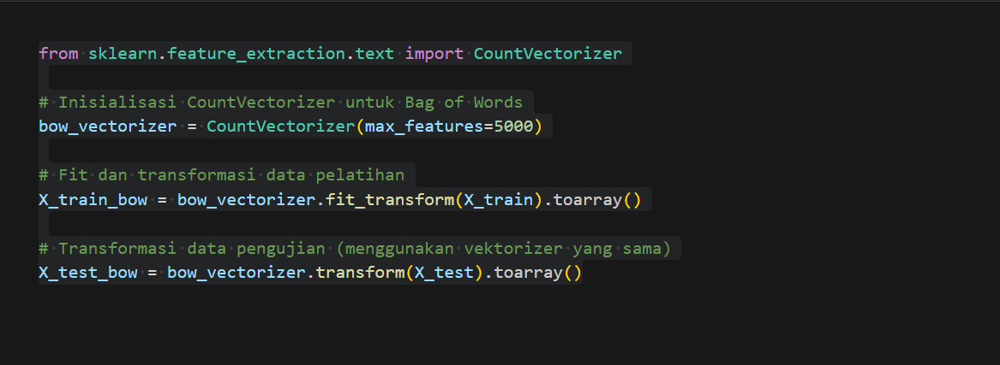 from sklearn.feature_extraction.text import CountVectorizer
# Inisialisasi CountVectorizer untuk Bag of Words
bow_vectorizer = CountVectorizer(max_features=5000)
# Fit dan transformasi data pelatihan
X_train_bow = bow_vectorizer.fit_transform(X_train).toarray()
# Transformasi data pengujian (menggunakan vektorizer yang sama)
X_test_bow = bow_vectorizer.transform(X_test).toarray()